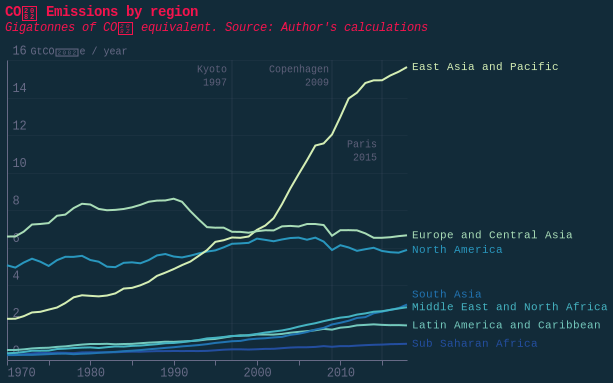 CO Emissions by region
Gigatonnes of CO equivalent. Source: Author's calculations
16 GtCO e / year
East Asia and Pacific
Kyoto Copenhagen
1997 2009
14
12
Paris
2015
10
8
Europe and Central Asia
6
North America
4
South Asia
Middle East and North Africa
2
Latin America and Caribbean
Sub Saharan Africa
0
1970 1980 1990 2000 2010